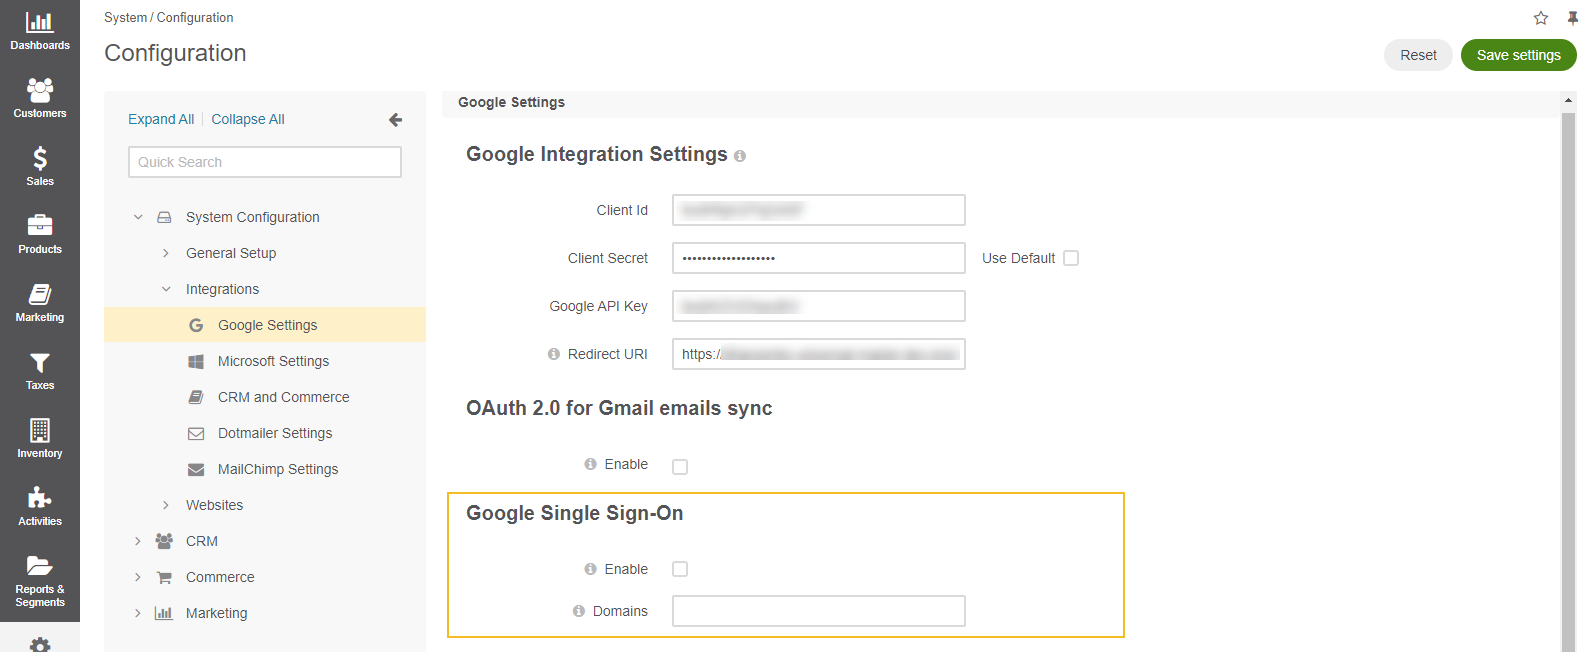 Dashboards
Customers
Sales
Products
Marketing
Taxes
Inventory
Activities
Reports &
Segments
System / Configuration
Configuration
Reset
Save settings
Expand All | Collapse All
Quick Search
System Configuration
General Setup
Integrations
Google Settings
Microsoft Settings
CRM and Commerce
Dotmailer Settings
MailChimp Settings
Websites
CRM
Commerce
Marketing
Google Settings
Google Integration Settings
Client Id
Client Secret ••••••••••••••••••• Use Default
Google API Key
Redirect URI https:/
OAuth 2.0 for Gmail emails sync
Enable
Google Single Sign-On
Enable
Domains